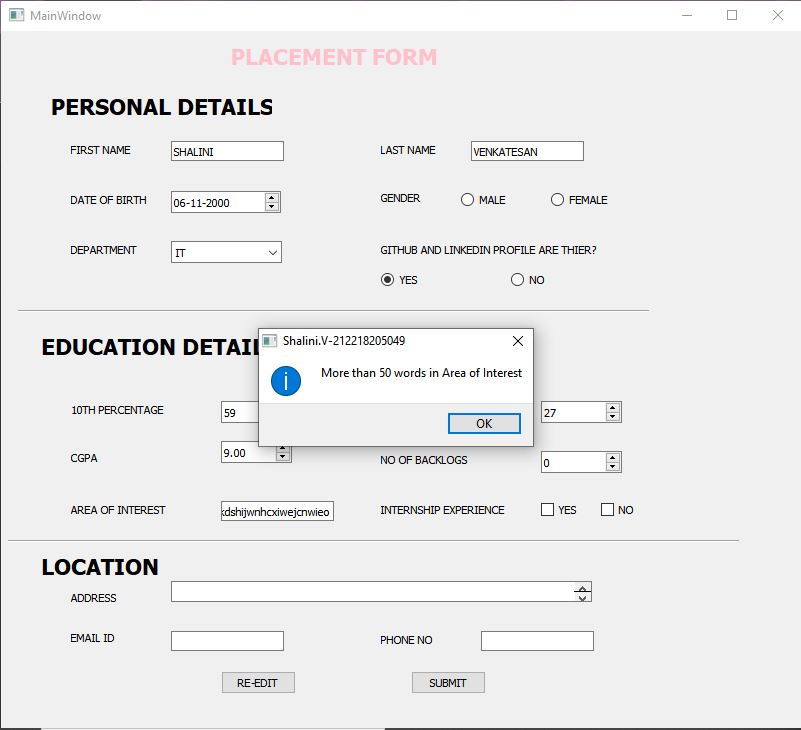 MainWindow
PLACEMENT FORM
PERSONAL DETAILS
FIRST NAME SHALINI LAST NAME VENKATESAN
DATE OF BIRTH 06-11-2000 GENDER MALE FEMALE
DEPARTMENT IT GITHUB AND LINKEDIN PROFILE ARE THIER?
YES NO
Shalini.V-212218205049
EDUCATION DETAIL
More than 50 words in Area of Interest
10TH PERCENTAGE 59 27
OK
CGPA 9.00 NO OF BACKLOGS 0
AREA OF INTEREST kdshijwnhcxiwejcnwieo INTERNSHIP EXPERIENCE YES NO
LOCATION
ADDRESS
EMAIL ID PHONE NO
RE-EDIT SUBMIT